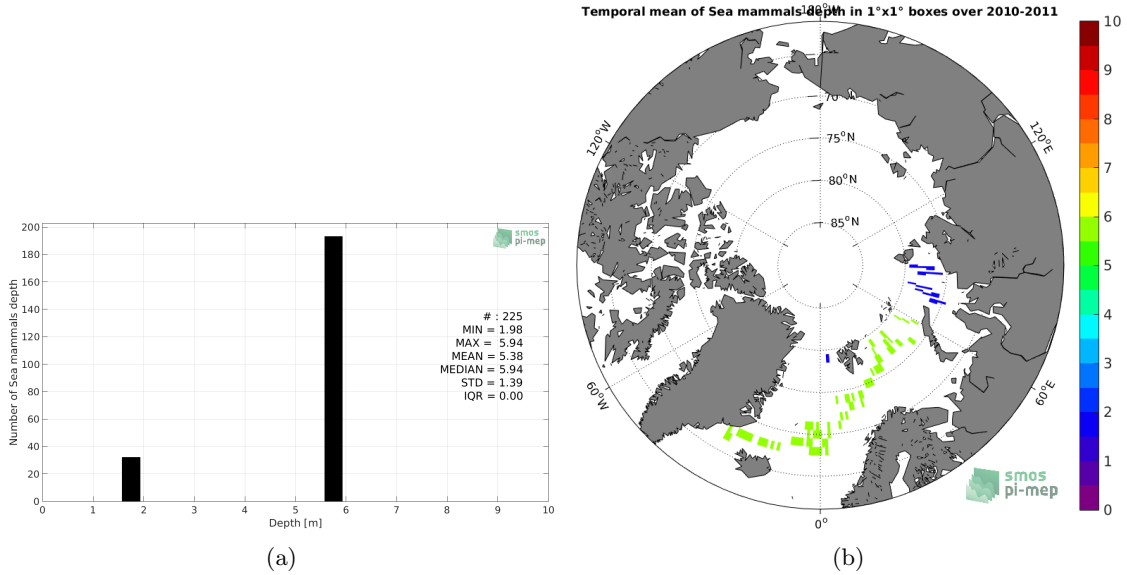 Temporal mean of Sea mammals depth in 1°x1° boxes over 2010-2011
180°W
120°W
60°W
0°
60°E
120°E
70°
75°N
80°N
85°N
smos
pi-mep
10
9
8
7
6
5
4
3
2
1
0
smos
pi-mep
Number of Sea mammals depth
200
180
160
140
120
100
80
60
40
20
0
# : 225
MIN = 1.98
MAX = 5.94
MEAN = 5.38
MEDIAN = 5.94
STD = 1.39
IQR = 0.00
0 1 2 3 4 5 6 7 8 9 10
Depth [m]
(a)
(b)